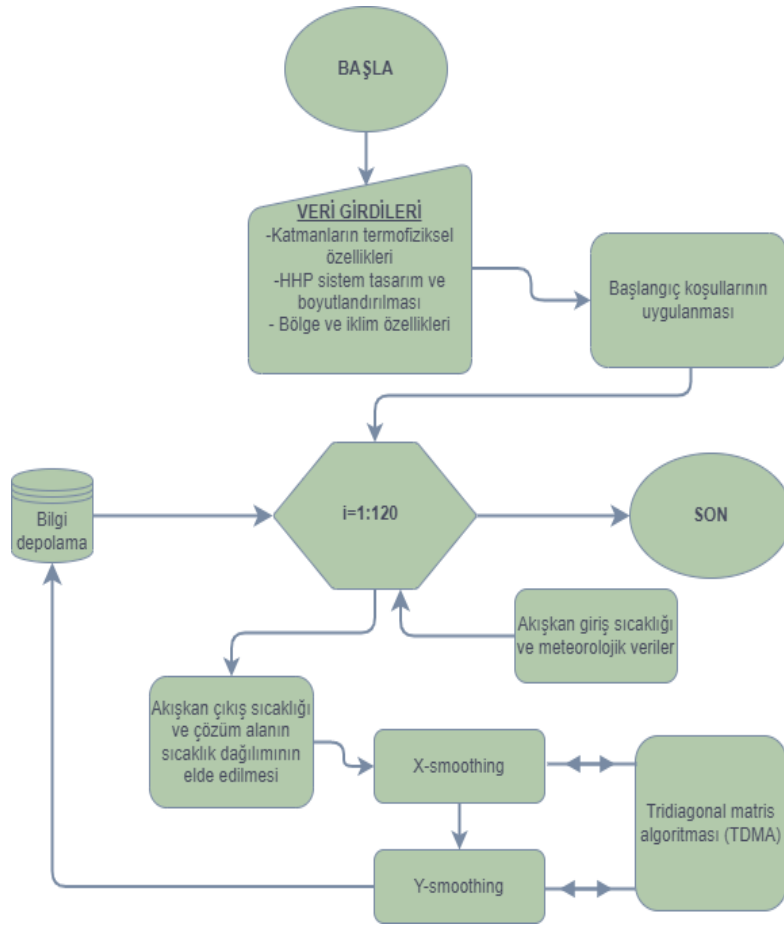 BAŞLA
VERİ GİRDİLERİ
-Katmanların termofiziksel
özellikleri
-HHP sistem tasarım ve
boyutlandırılması
- Bölge ve iklim özellikleri
Başlangıç koşullarının
uygulanması
Bilgi
depolama
i=1:120
SON
Akışkan giriş sıcaklığı
ve meteorolojik veriler
Akışkan çıkış sıcaklığı
ve çözüm alanın
sıcaklık dağılımının
elde edilmesi
X-smoothing
Tridiagonal matris
algoritması (TDMA)
Y-smoothing